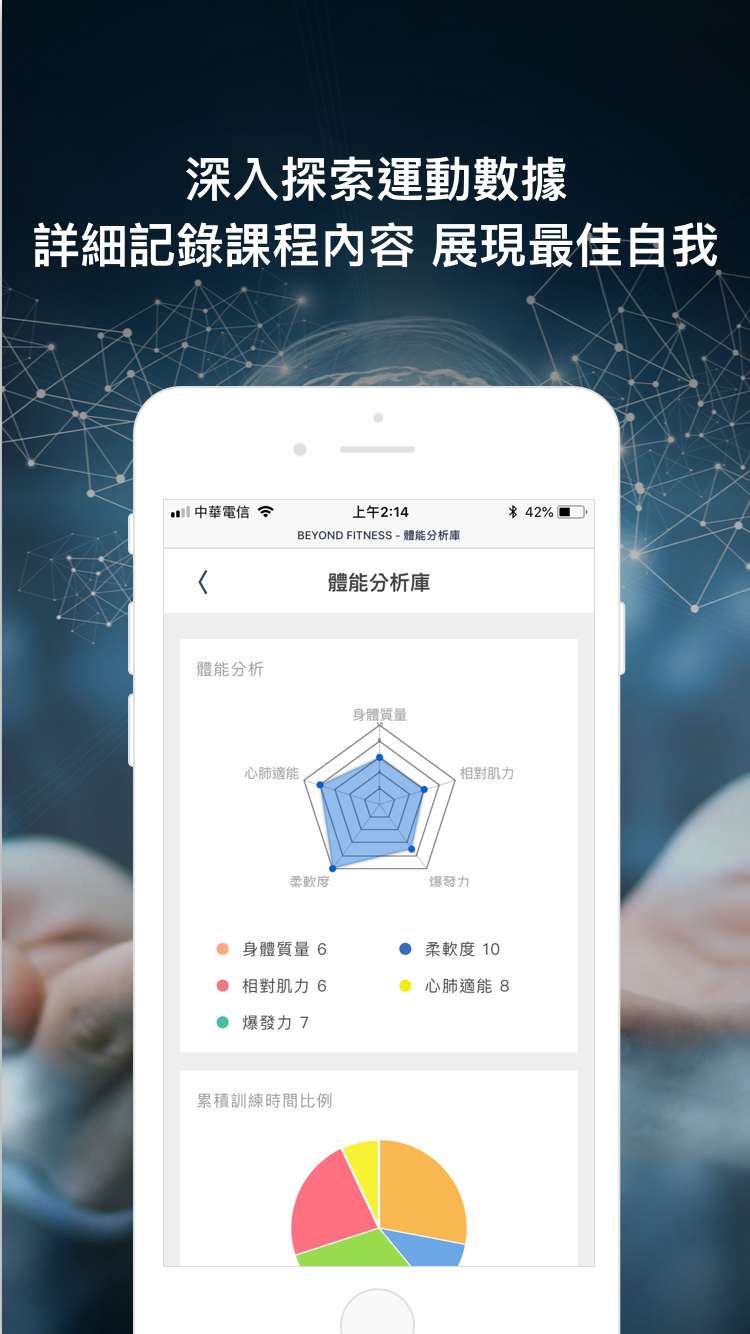 深入探索運動數據
詳細記錄課程內容 展現最佳自我
中華電信 上午2:14 42%
BEYOND FITNESS - 體能分析庫
體能分析庫
體能分析
身體質量
心肺適能 相對肌力
柔軟度 爆發力
身體質量 6 柔軟度 10
相對肌力 6 心肺適能 8
爆發力 7
累積訓練時間比例